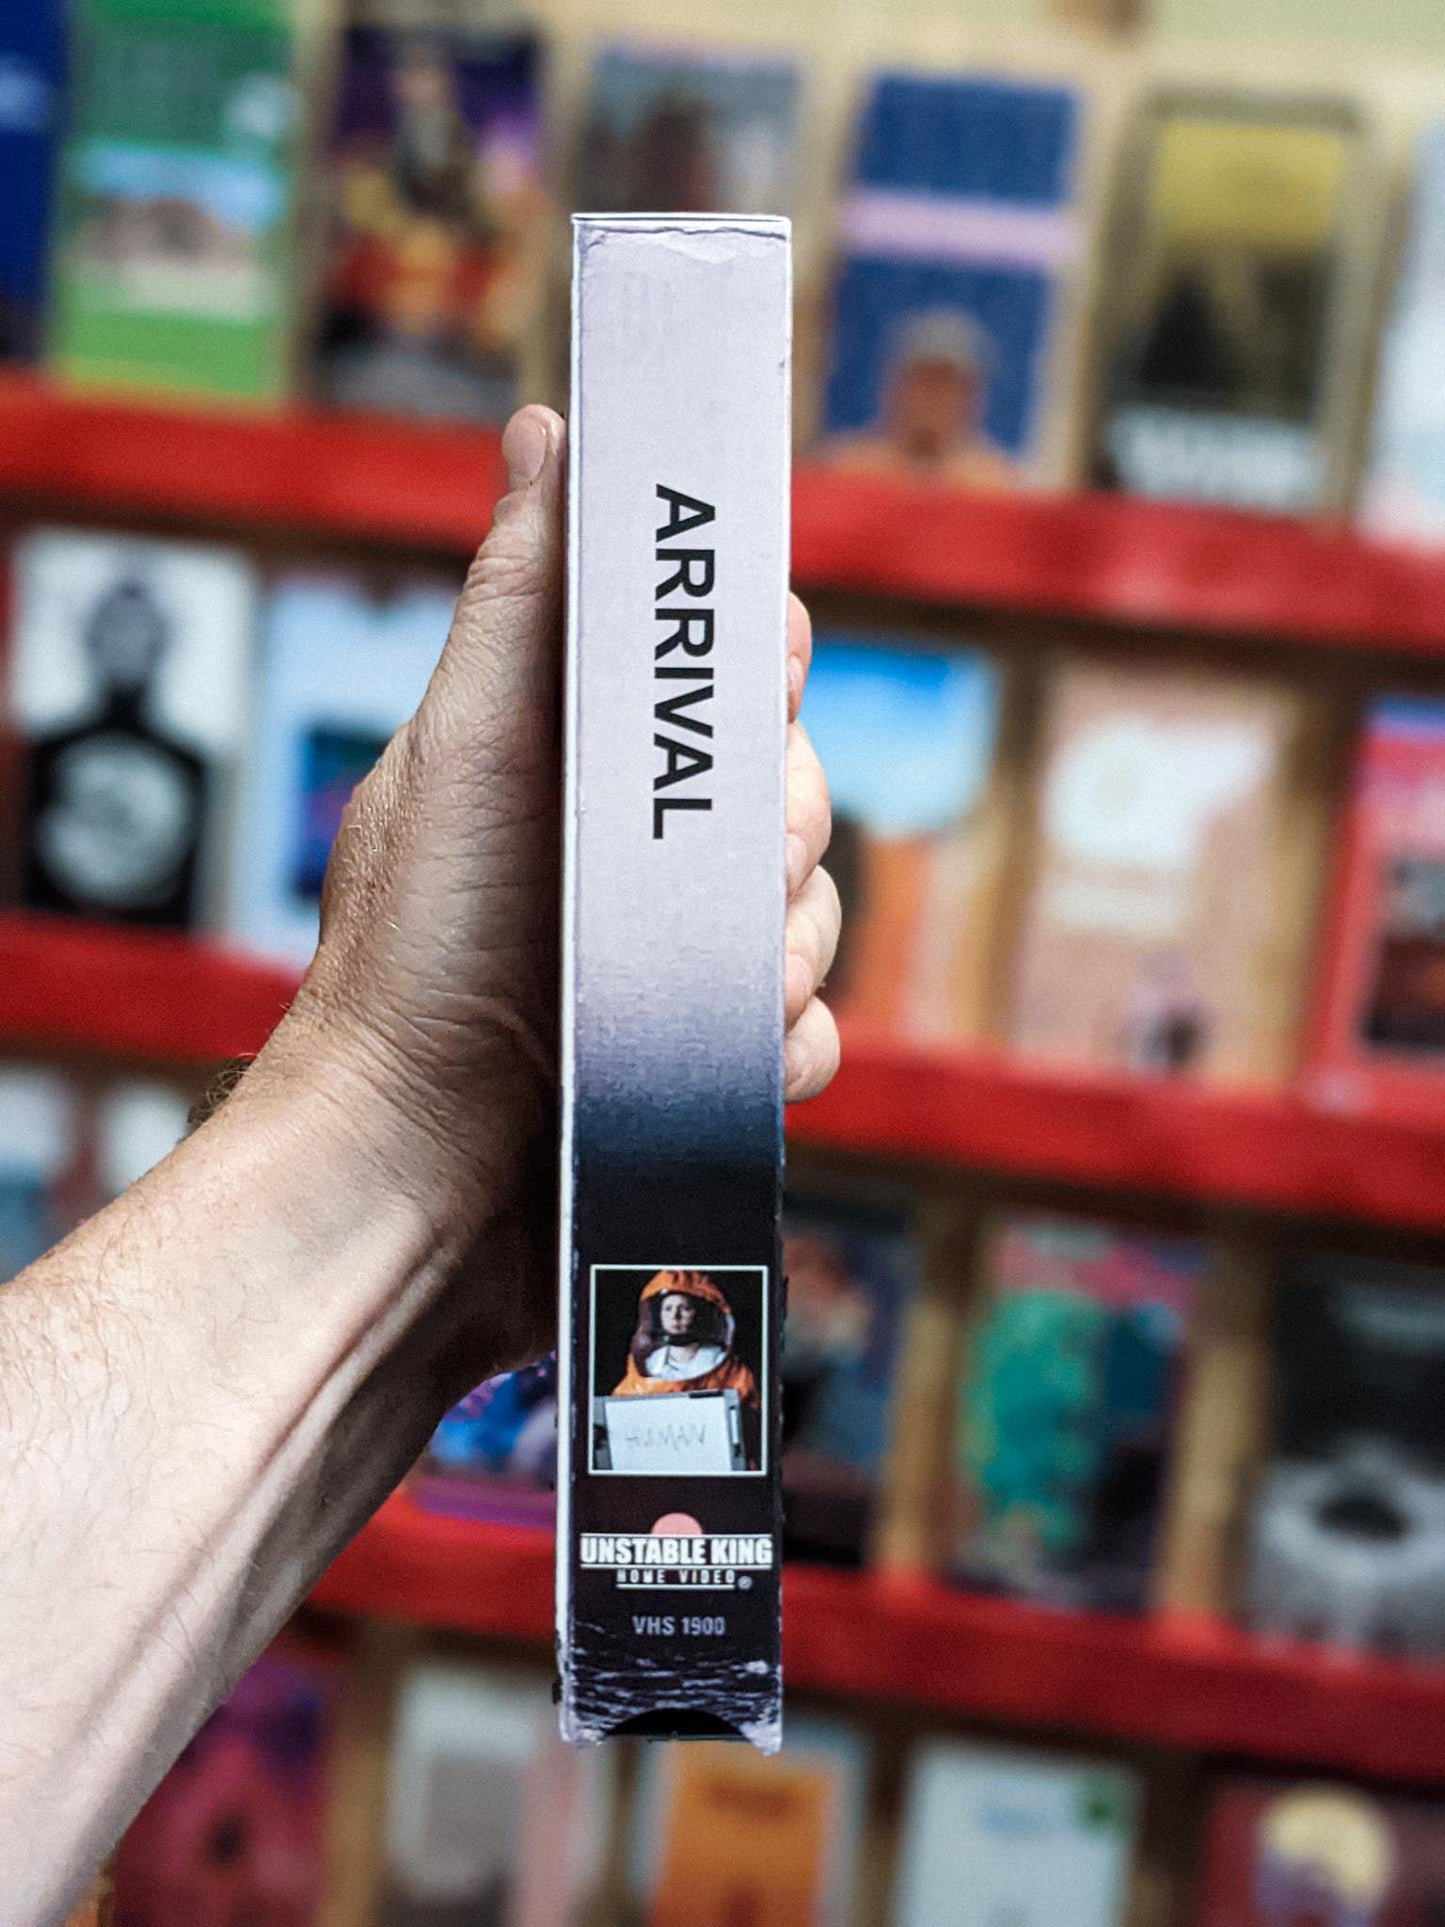 ARRIVAL
HUMAN
UNSTABLE KING
HOME VIDEO®
VHS 1900